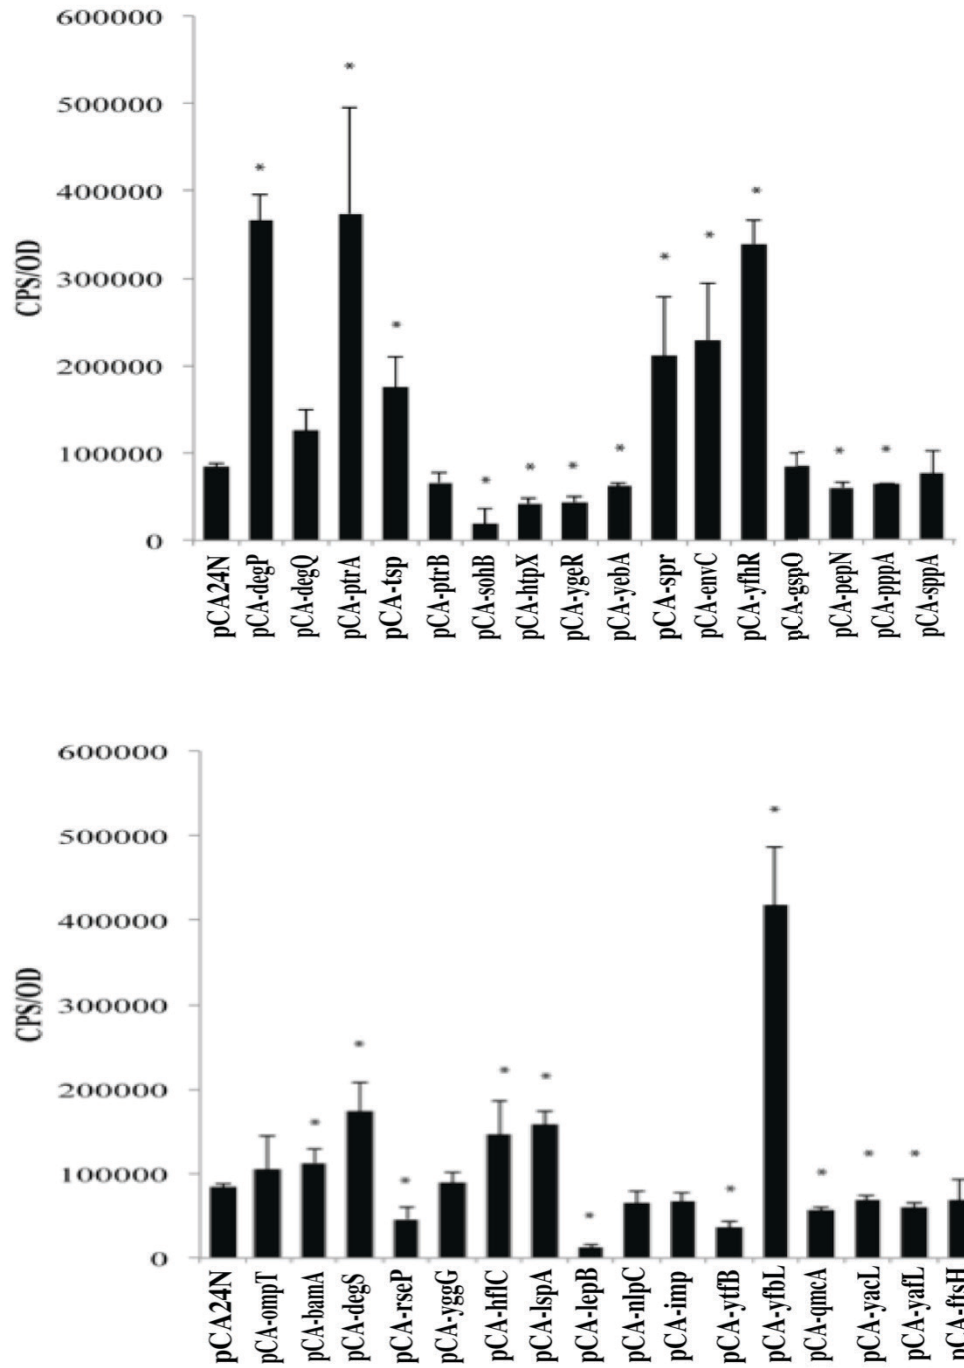 600000
*
500000
*
*
400000
*
*
CPS/OD
300000
*
200000
100000
*
*
*
*
*
*
0
pCA24N
pCA-degP
pCA-degQ
pCA-ptrA
pCA-tsp
pCA-ptrB
pCA-sohB
pCA-httpX
pCA-ygeR
pCA-yebA
pCA-spr
pCA-envC
pCA-yfhR
pCA-gspO
pCA-pepN
pCA-pppA
pCA-sppA
600000
*
500000
400000
CPS/OD
300000
*
200000
*
*
*
*
*
100000
*
*
*
*
0
pCA24N
pCA-ompT
pCA-bamA
pCA-degS
pCA-rseP
pCA-yggG
pCA-hflC
pCA-lspA
pCA-lepB
pCA-nlpC
pCA-imp
pCA-ytfB
pCA-yfbL
pCA-qmcA
pCA-yacL
pCA-yafL
pCA-ftsH